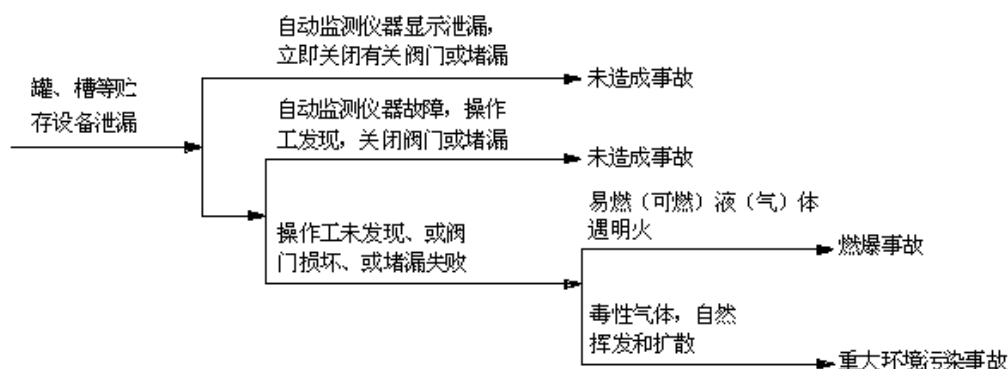 罐、槽等贮
存设备泄漏
自动监测仪器显示泄漏，
立即关闭有关阀门或堵漏
未造成事故
自动监测仪器故障，操作
工发现，关闭阀门或堵漏
未造成事故
操作工未发现、或阀
门损坏、或堵漏失败
易燃（可燃）液（气）体
遇明火
燃爆事故
毒性气体，自然
挥发和扩散
重大环境污染事故